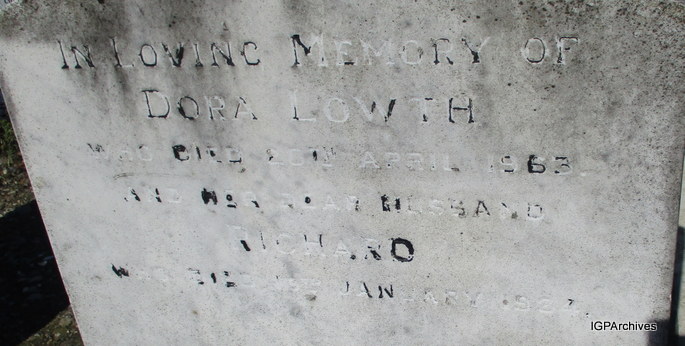 In Loving Memory of
Dora Lowth
who died April 1963.
and her dear husband
Richard
who died January
IGPArchives